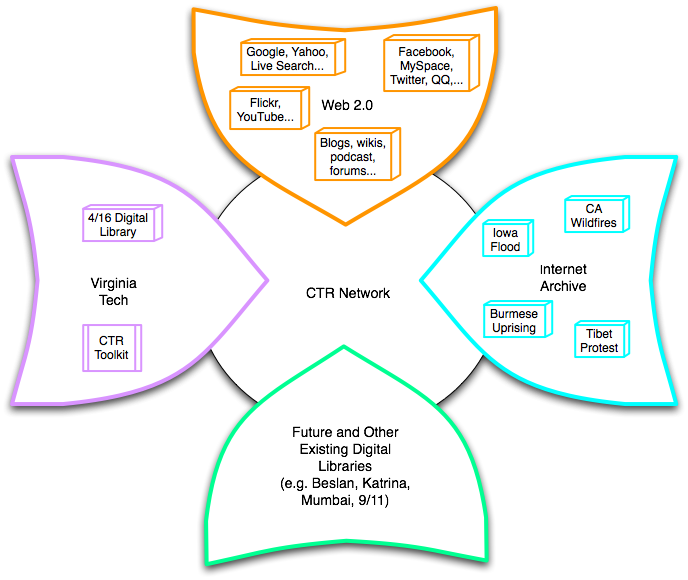 Google, Yahoo,
Live Search...
Facebook,
MySpace,
Twitter, QQ,...
Flickr,
YouTube...
Web 2.0
Blogs, wikis,
podcast,
forums...
4/16 Digital
Library
Virginia
Tech
CTR
Toolkit
CTR Network
CA
Wildfires
Iowa
Flood
Internet
Archive
Burmese
Uprising
Tibet
Protest
Future and Other
Existing Digital
Libraries
(e.g. Beslan, Katrina,
Mumbai, 9/11)